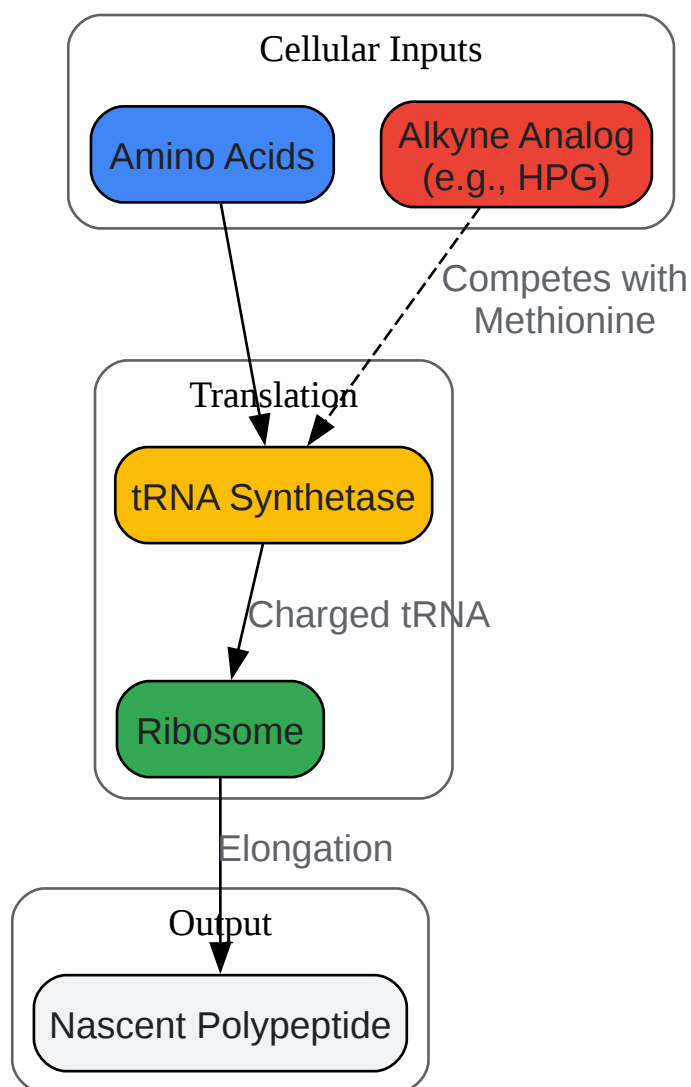 Cellular Inputs
Amino Acids
Alkyne Analog
(e.g., HPG)
Competes with
Methionine
Translation
tRNA Synthetase
Charged tRNA
Ribosome
Elongation
Output
Nascent Polypeptide